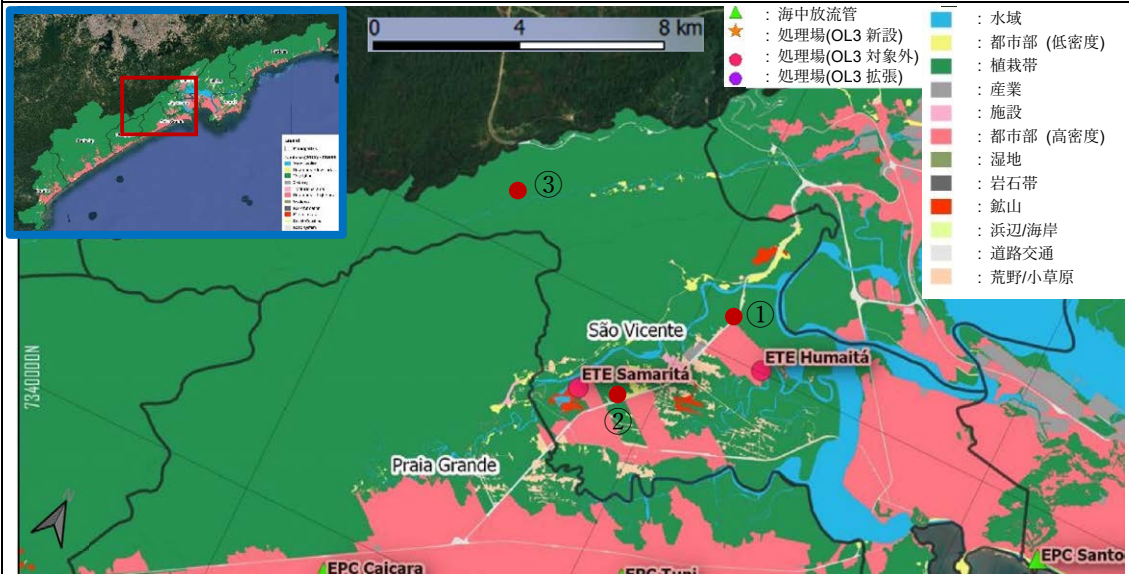 0 4 8 km
: 海中放流管
: 処理場(OL3 新設)
: 処理場(OL3 対象外)
: 処理場(OL3 拡張)
: 水域
: 都市部 (低密度)
: 植栽帯
: 産業
: 施設
: 都市部 (高密度)
: 湿地
: 岩石帯
: 鉱山
: 浜辺/海岸
: 道路交通
: 荒野/小草原
③
①
São Vicente
ETE Humaitá
ETE Samaritá
②
7340000N
Praia Grande
EPC Caiçara
EPC Tupi
EPC Santo